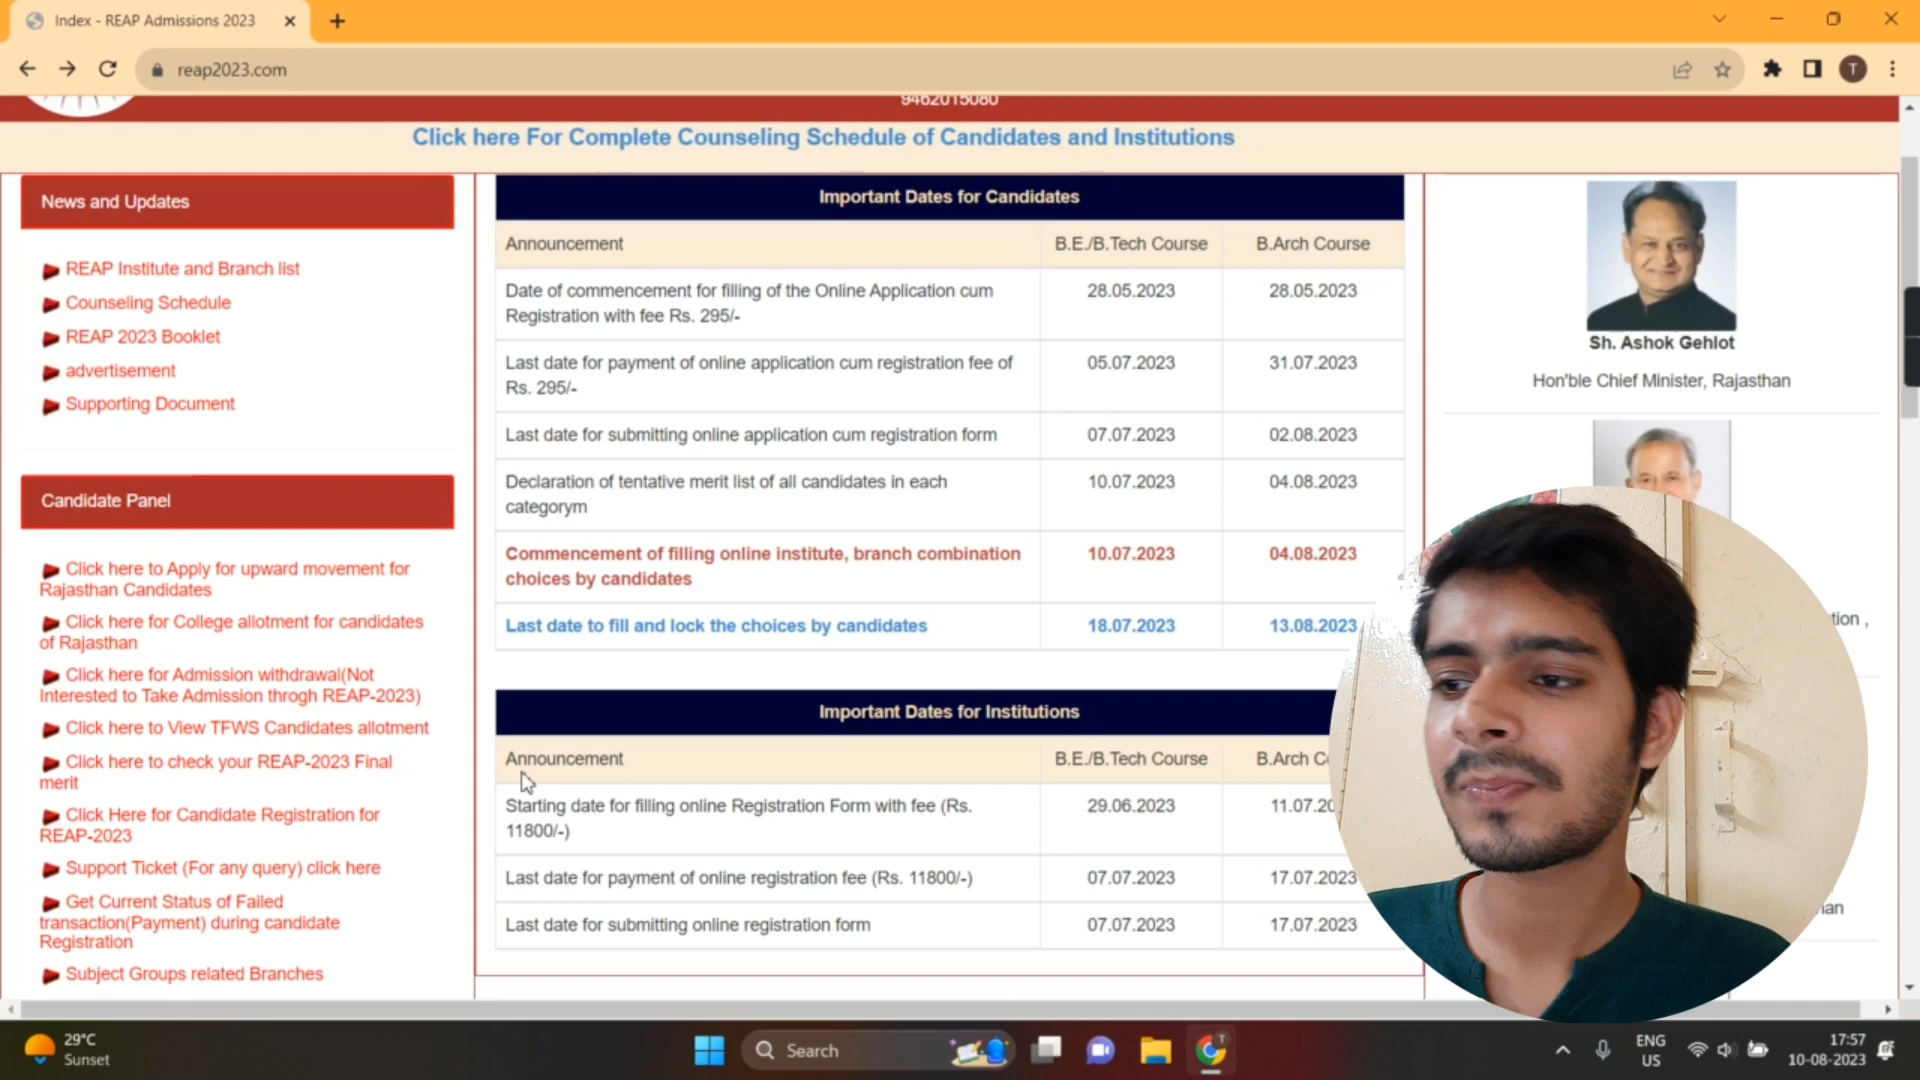 Index - REAP Admissions 2023
reap2023.com
T
9462015080
Click here For Complete Counseling Schedule of Candidates and Institutions
News and Updates
REAP Institute and Branch list
Counseling Schedule
REAP 2023 Booklet
advertisement
Supporting Document
Candidate Panel
Click here to Apply for upward movement for
Rajasthan Candidates
Click here for College allotment for candidates
of Rajasthan
Click here for Admission withdrawal(Not
Interested to Take Admission throgh REAP-2023)
Click here to View TFWS Candidates allotment
Click here to check your REAP-2023 Final
merit
Click Here for Candidate Registration for
REAP-2023
Support Ticket (For any query) click here
Get Current Status of Failed
transaction(Payment) during candidate
Registration
Subject Groups related Branches
Important Dates for Candidates
Announcement B.E./B.Tech Course B.Arch Course
Date of commencement for filling of the Online Application cum 28.05.2023 28.05.2023
Registration with fee Rs. 295/-
Last date for payment of online application cum registration fee of 05.07.2023 31.07.2023
Rs. 295/-
Last date for submitting online application cum registration form 07.07.2023 02.08.2023
Declaration of tentative merit list of all candidates in each 10.07.2023 04.08.2023
categorym
Commencement of filling online institute, branch combination 10.07.2023 04.08.2023
choices by candidates
Last date to fill and lock the choices by candidates 18.07.2023 13.08.2023
Important Dates for Institutions
Announcement B.E./B.Tech Course B.Arch
Starting date for filling online Registration Form with fee (Rs. 29.06.2023 11.07.20
11800/-)
Last date for payment of online registration fee (Rs. 11800/-) 07.07.2023 17.07.2023
Last date for submitting online registration form 07.07.2023 17.07.2023
Sh. Ashok Gehlot
Hon'ble Chief Minister, Rajasthan
29°C
Sunset
Search
ENG
US
17:57
10-08-2023